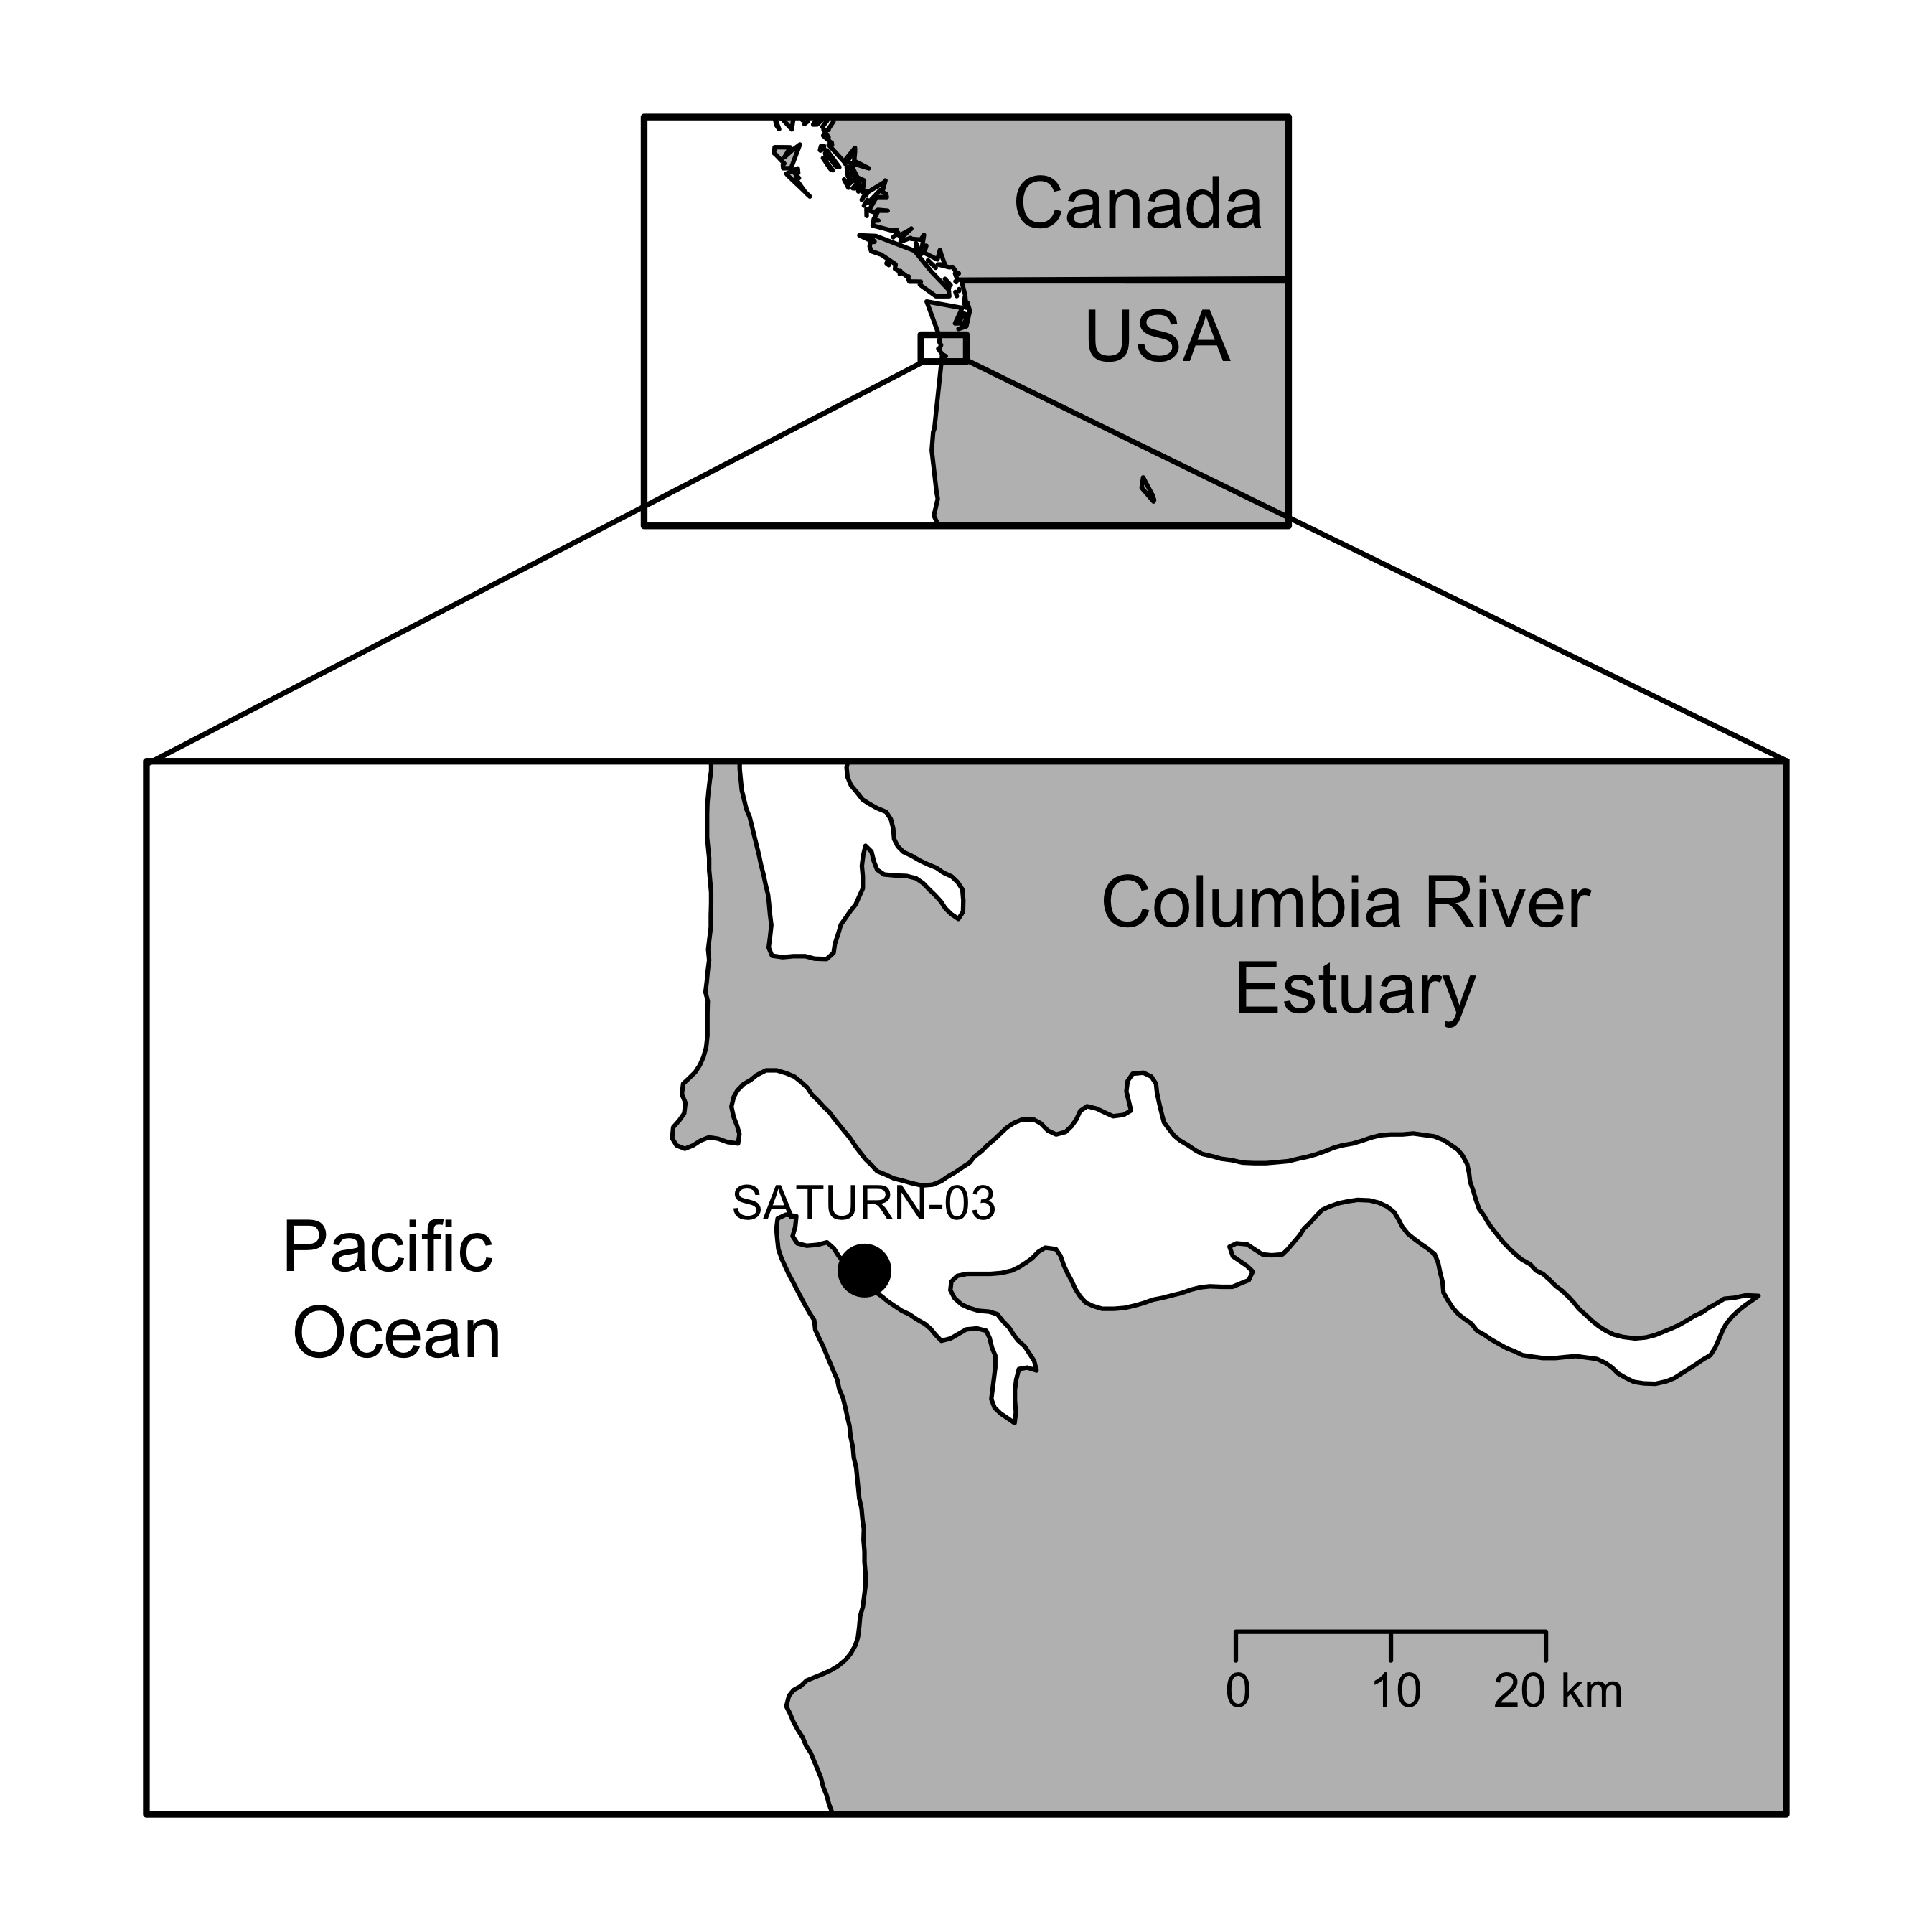 Canada
USA
Columbia River
Estuary
SATURN-03
Pacific
Ocean
0 10 20 km